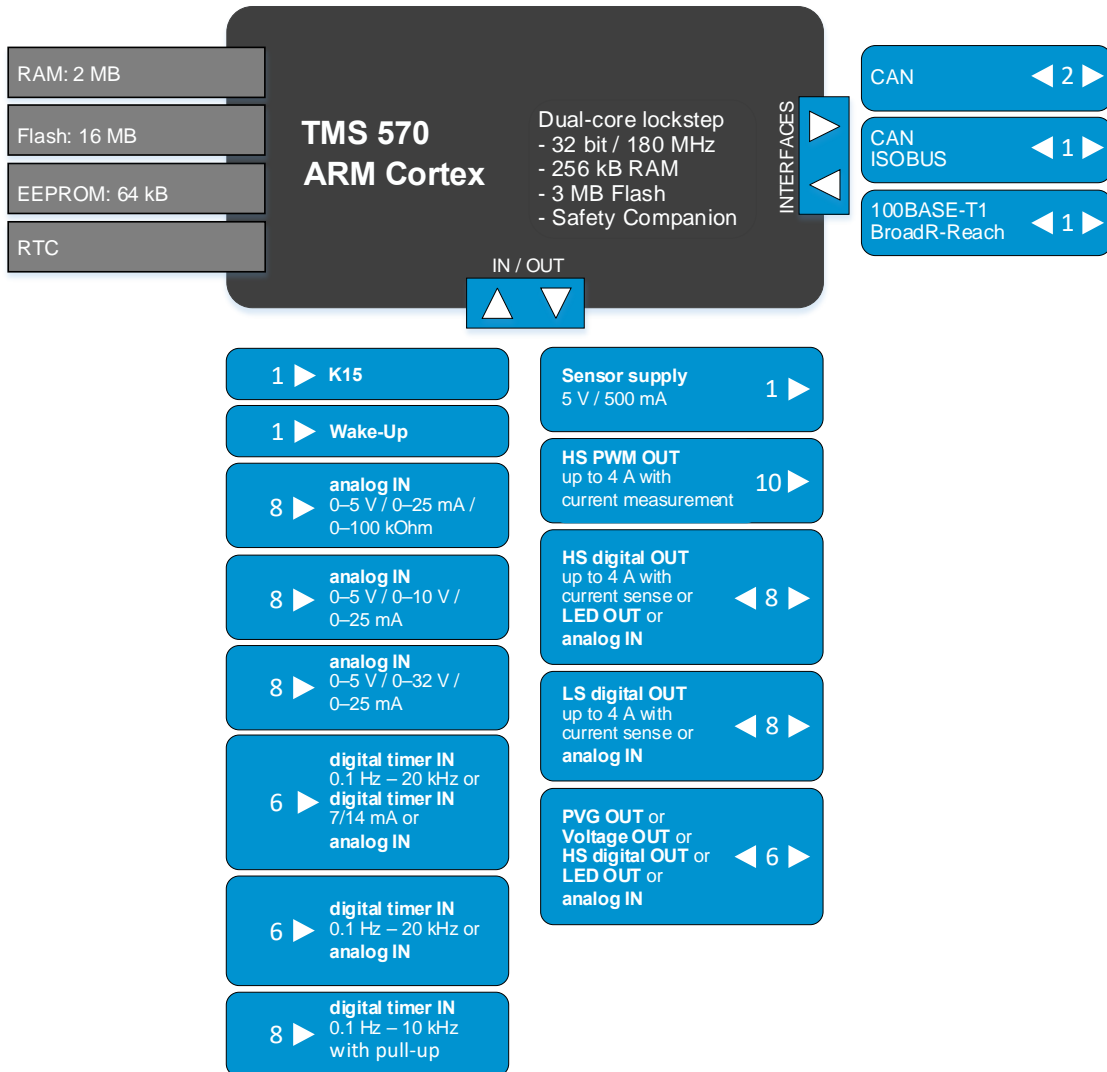 RAM: 2 MB
Flash: 16 MB
EEPROM: 64 kB
RTC
TMS 570
ARM Cortex
Dual-core lockstep
- 32 bit / 180 MHz
- 256 kB RAM
- 3 MB Flash
- Safety Companion
INTERFACES
IN / OUT
CAN
2
CAN
ISOBUS
1
100BASE-T1
BroadR-Reach
1
1 K15
1 Wake-Up
8
analog IN
0–5 V / 0–25 mA /
0–100 kOhm
8
analog IN
0–5 V / 0–10 V /
0–25 mA
8
analog IN
0–5 V / 0–32 V /
0–25 mA
6
digital timer IN
0.1 Hz – 20 kHz or
digital timer IN
7/14 mA or
analog IN
6
digital timer IN
0.1 Hz – 20 kHz or
analog IN
8
digital timer IN
0.1 Hz – 10 kHz
with pull-up
Sensor supply
5 V / 500 mA
1
HS PWM OUT
up to 4 A with
current measurement
10
HS digital OUT
up to 4 A with
current sense or
LED OUT or
analog IN
8
LS digital OUT
up to 4 A with
current sense or
analog IN
8
PVG OUT or
Voltage OUT or
HS digital OUT or
LED OUT or
analog IN
6